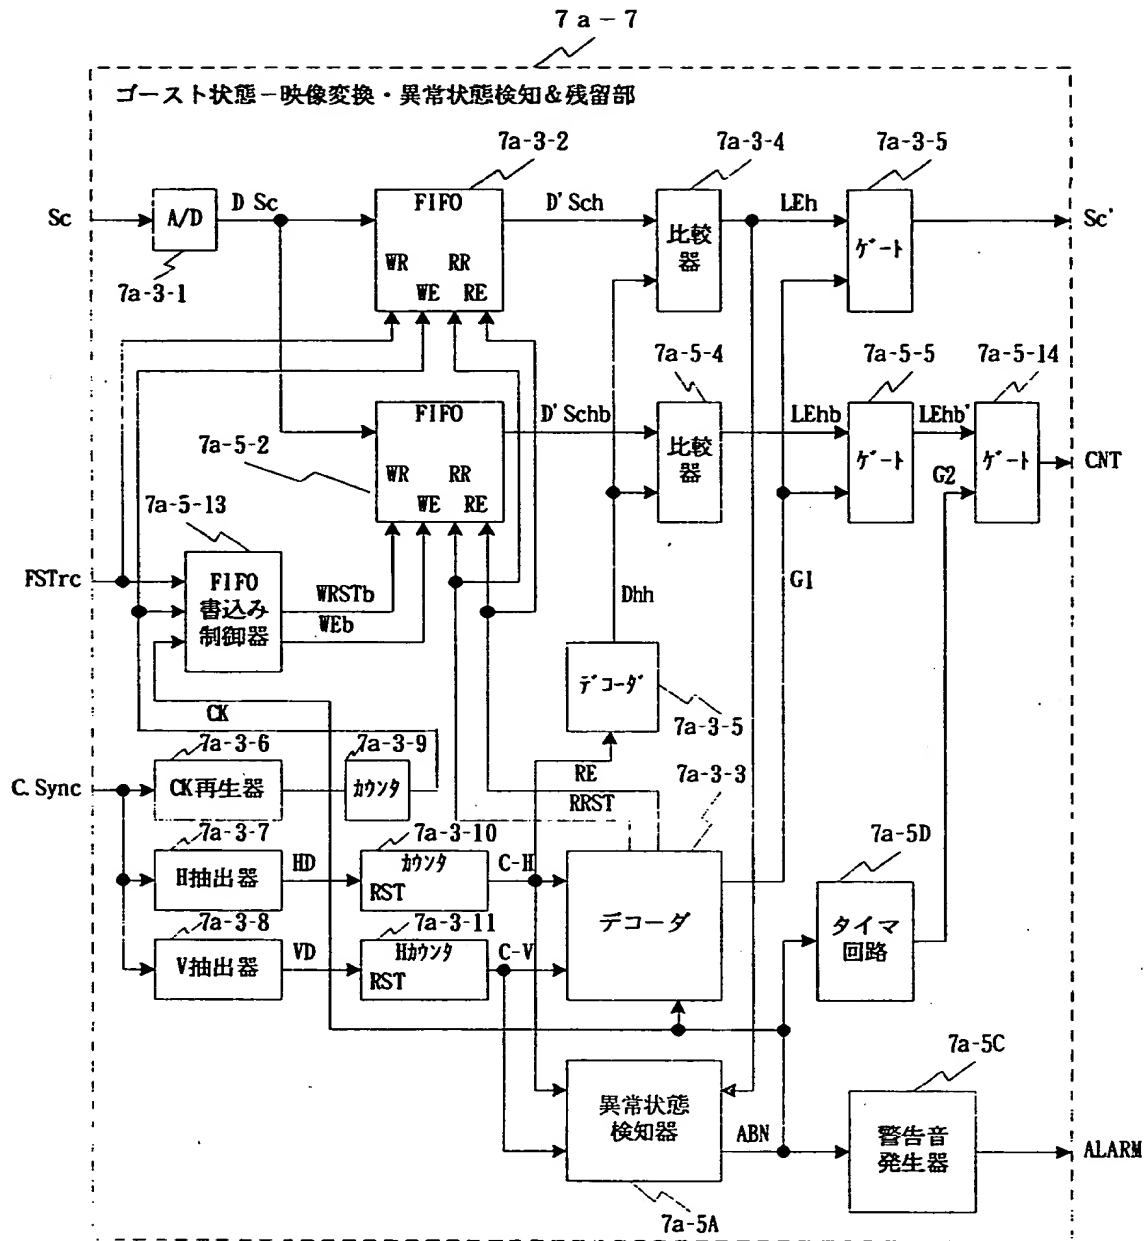 7a-7
ゴースト状態-映像変換・異常状態検知&残留部
7a-3-2
7a-3-4
7a-3-5
Sc
A/D
D Sc
FIFO
WR
RR
WE
RE
D'Sch
比較
器
LEh
ゲート
Sc'
7a-3-1
7a-5-4
7a-5-5
7a-5-14
7a-5-2
FIFO
WR
RR
WE
RE
D'Schb
比較
器
LEhb
ゲート
LEhb'
G2
ゲート
CNT
7a-5-13
FSTrc
FIFO
書込み
制御器
WRSTb
WEb
Dhh
G1
デコーダ
7a-3-5
CK
7a-3-6
7a-3-9
RE
RRST
7a-3-3
C.Sync
CK再生器
カウンタ
7a-3-7
7a-3-10
7a-5D
H抽出器
HD
カウンタ
RST
C-H
デコーダ
タイマ
回路
7a-3-8
7a-3-11
V抽出器
VD
Hカウンタ
RST
C-V
7a-5C
異常状態
検知器
ABN
警告音
発生器
ALARM
7a-5A